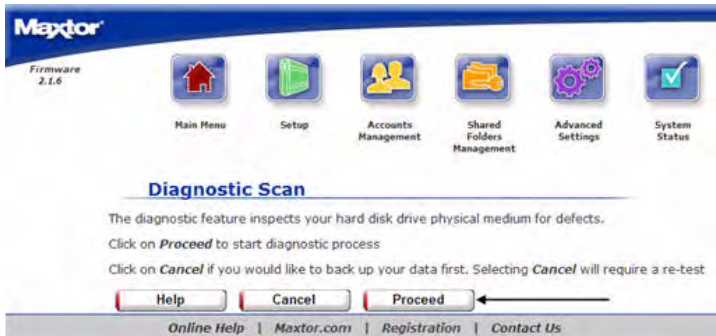 Maxtor
Firmware
2.1.6
Main Menu
Setup
Accounts
Management
Shared
Folders
Management
Advanced
Settings
System
Status
Diagnostic Scan
The diagnostic feature inspects your hard disk drive physical medium for defects.
Click on Proceed to start diagnostic process
Click on Cancel if you would like to back up your data first. Selecting Cancel will require a re-test
Help Cancel Proceed
Online Help | Maxtor.com | Registration | Contact Us